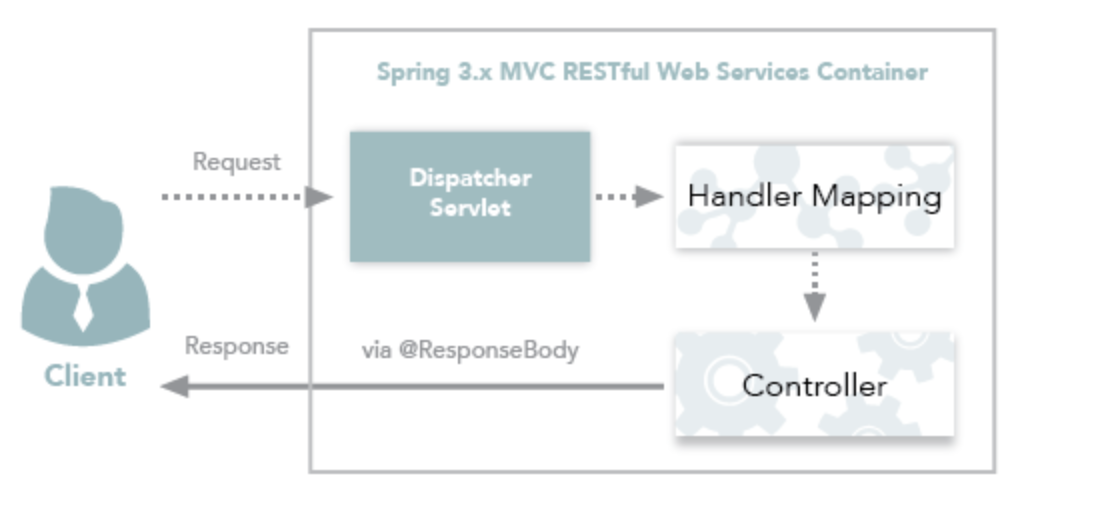 Spring 3.x MVC RESTful Web Services Container
Request
Dispatcher
Servlet
Handler Mapping
Response
via @ResponseBody
Client
Controller